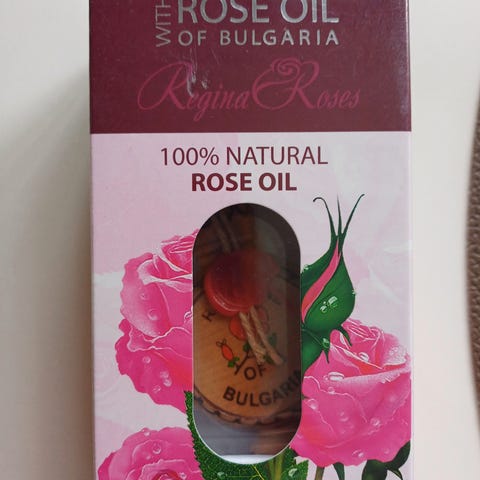 WITH ROSE OIL
OF BULGARIA
Regina Roses
100% NATURAL
ROSE OIL
OF
BULGARIA